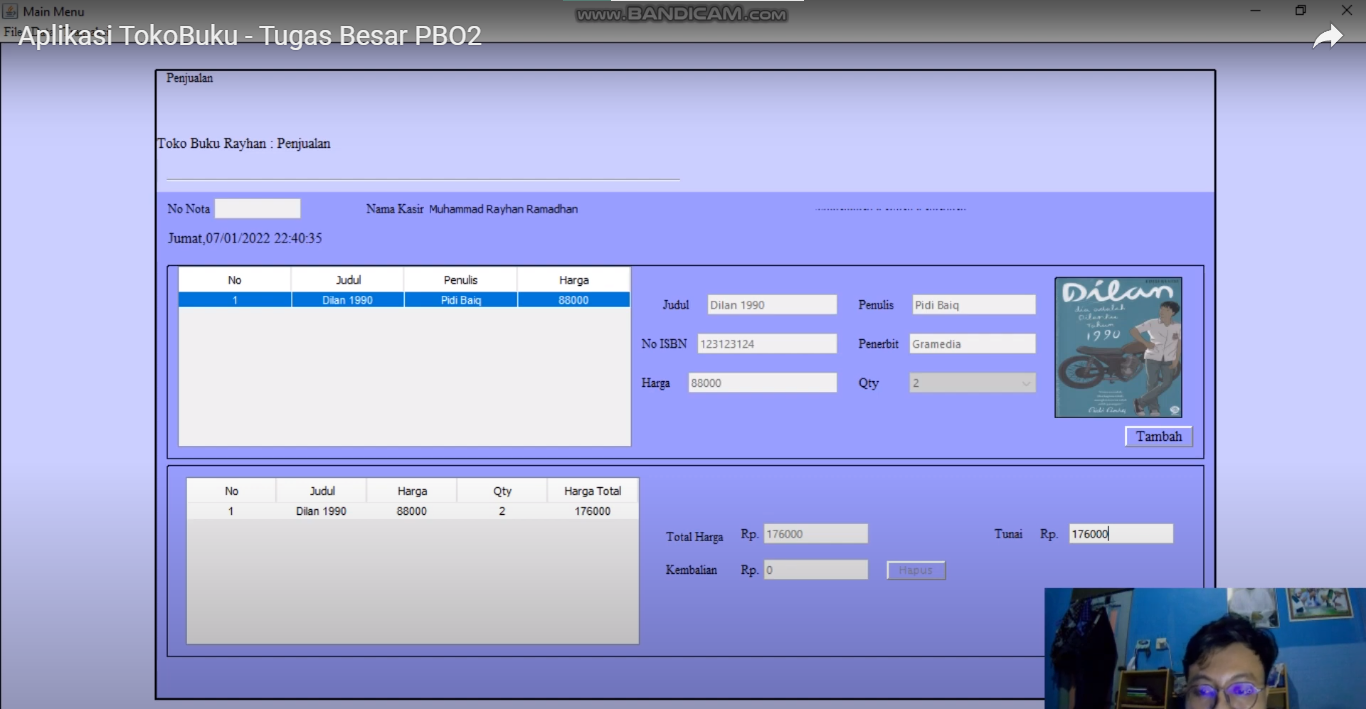 Main Menu
www.BANDICAM.com
File
Aplikasi TokoBuku - Tugas Besar PBO2
Penjualan
Toko Buku Rayhan : Penjualan
No Nota
Nama Kasir Muhammad Rayhan Ramadhan
Jumat,07/01/2022 22:40:35
No Judul Penulis Harga
1 Dilan 1990 Pidi Baiq 88000
Judul Dilan 1990 Penulis Pidi Baiq
No ISBN 123123124 Penerbit Gramedia
Harga 88000 Qty 2
Dilan
dia adalah
Dilanku
tahun
1990
Pidi Baiq
Tambah
No Judul Harga Qty Harga Total
1 Dilan 1990 88000 2 176000
Total Harga Rp. 176000 Tunai Rp. 176000
Kembalian Rp. 0 Hapus